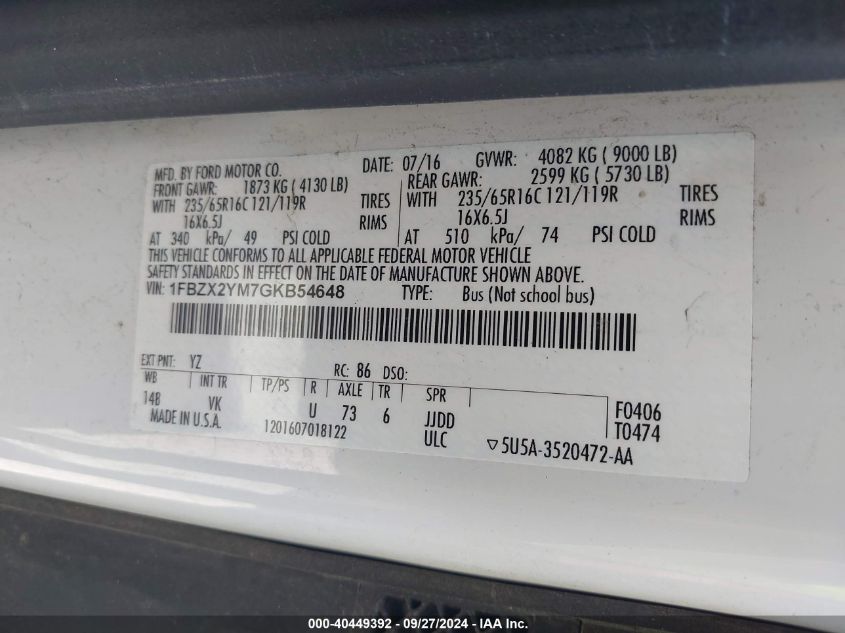 MFD. BY FORD MOTOR CO. DATE: 07/16 GVWR: 4082 KG ( 9000 LB)
FRONT GAWR: 1873 KG ( 4130 LB) REAR GAWR: 2599 KG ( 5730 LB)
WITH 235/65R16C 121/119R TIRES WITH 235/65R16C 121/119R TIRES
16X6.5J RIMS 16X6.5J RIMS
AT 340 kPa/ 49 PSI COLD AT 510 kPa/ 74 PSI COLD
THIS VEHICLE CONFORMS TO ALL APPLICABLE FEDERAL MOTOR VEHICLE
SAFETY STANDARDS IN EFFECT ON THE DATE OF MANUFACTURE SHOWN ABOVE.
VIN: 1FBZX2YM7GKB54648 TYPE: Bus (Not school bus)
EXT PNT: YZ RC: 86 DSO:
WB INT TR TP/PS R AXLE TR SPR
148 VK U 73 6 JJDD F0406
MADE IN U.S.A. 1201607018122 ULC T0474
▽5U5A-3520472-AA
000-40449392 - 09/27/2024 - IAA, Inc.